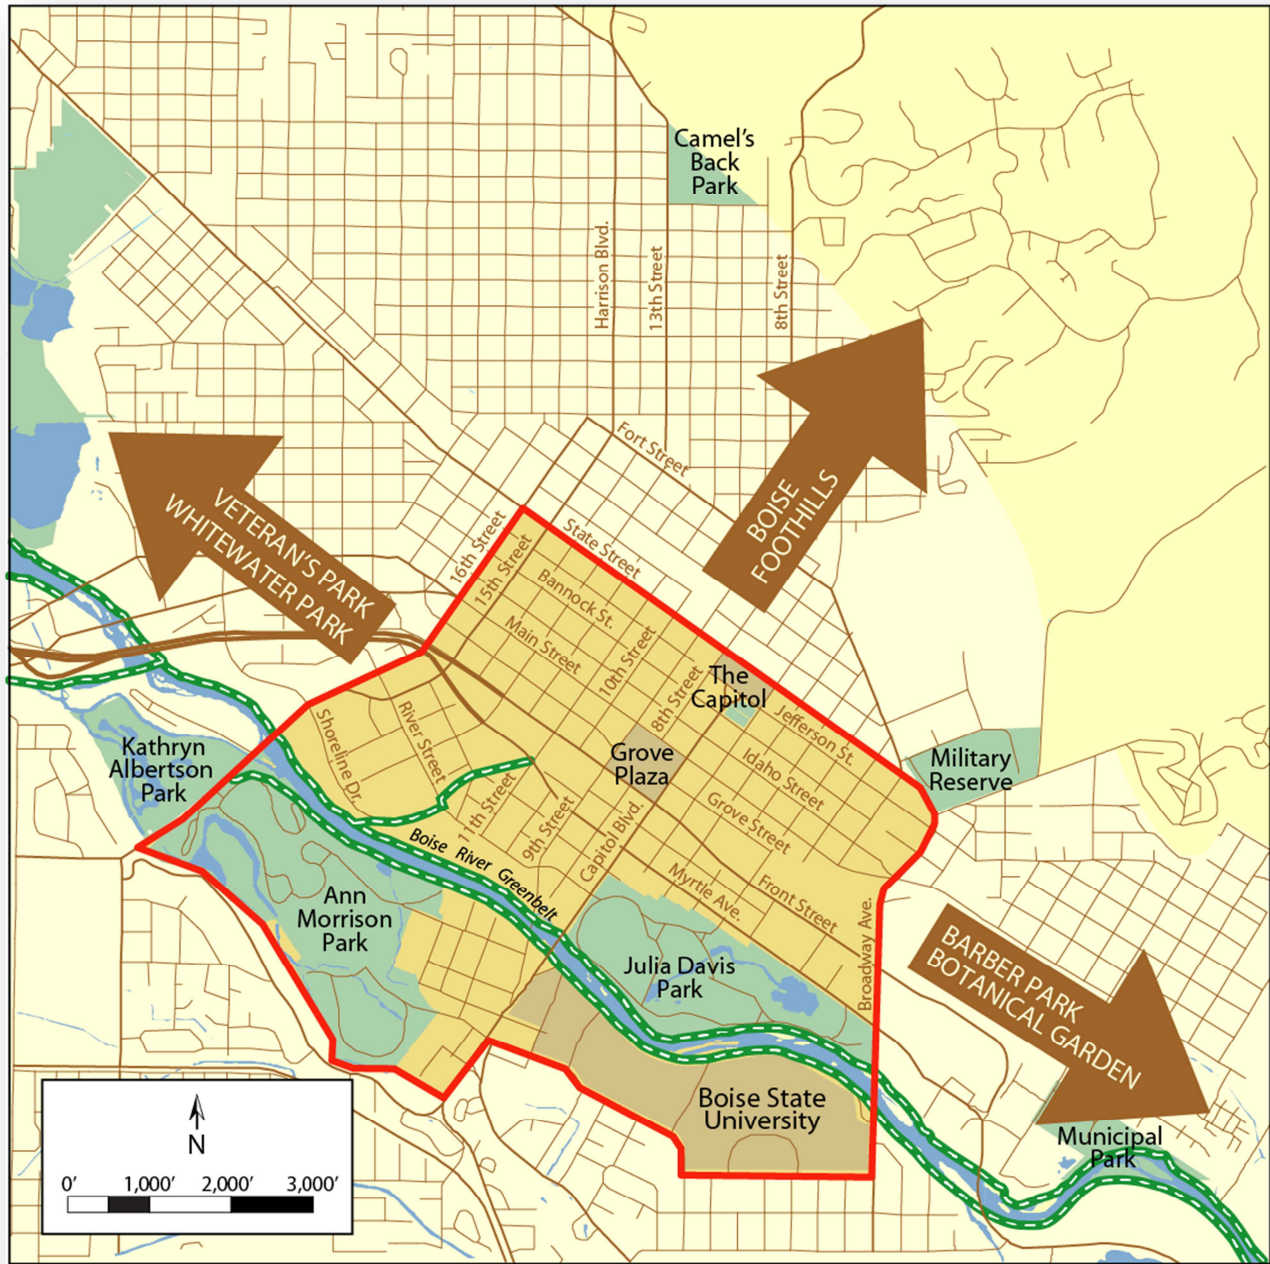 Camel's
Back
Park
Harrison Blvd.
13th Street
8th Street
Fort Street
BOISE
FOOTHILLS
VETERAN'S PARK
WHITEWATER PARK
16th Street
15th Street
State Street
Bannock St.
Main Street
10th Street
8th Street
The
Capitol
Jefferson St.
Shoreline Dr.
River Street
Grove
Plaza
Idaho Street
Military
Reserve
Kathryn
Albertson
Park
11th Street
9th Street
Capitol Blvd.
Grove Street
Boise River Greenbelt
Myrtle Ave.
Front Street
Broadway Ave.
Ann
Morrison
Park
Julia Davis
Park
BARBER PARK
BOTANICAL GARDEN
Boise State
University
Municipal
Park
N
0' 1,000' 2,000' 3,000'